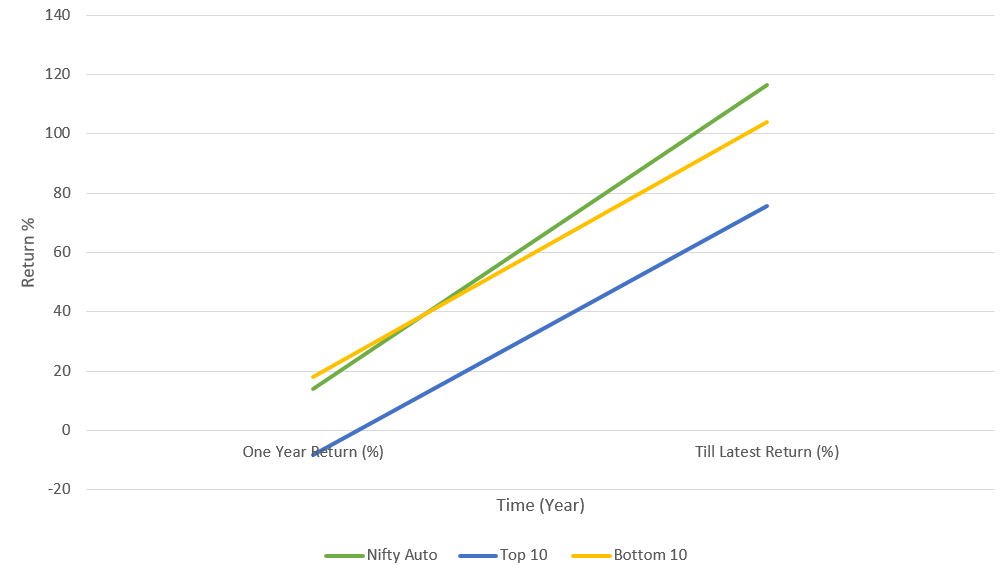 140
120
100
80
60
40
20
0
-20
Return %
One Year Return (%) Till Latest Return (%)
Time (Year)
Nifty Auto Top 10 Bottom 10